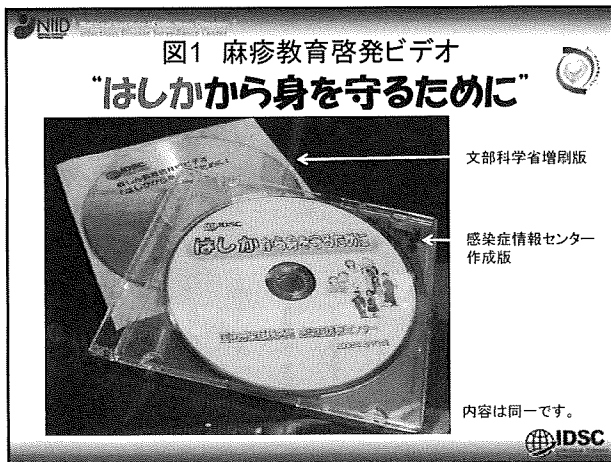 NIID
図1 麻疹教育啓発ビデオ
“はしかから身を守るために”
文部科学省増刷版
感染症情報センター
作成版
IDSC
IDSC
はしかから身を守るために
内容は同一です。
IDSC